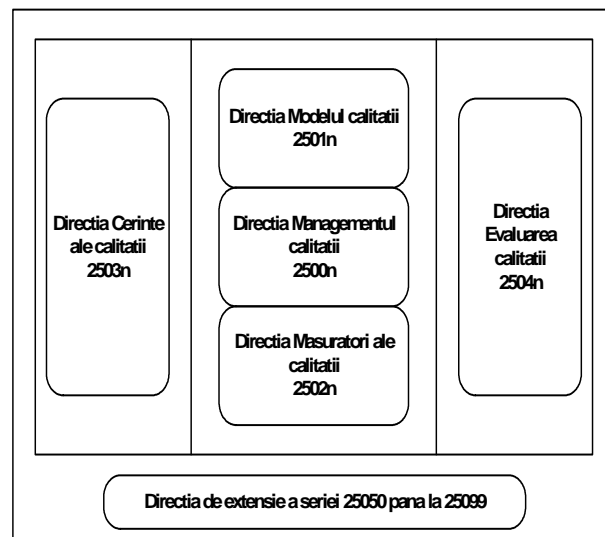 Directia Modelul calitatii
2501n
Directia Cerinte
ale calitatii
2503n
Directia Managementul
calitatii
2500n
Directia
Evaluarea
calitatii
2504n
Directia Masuratori ale
calitatii
2502n
Directia de extensie a seriei 25050 pana la 25099